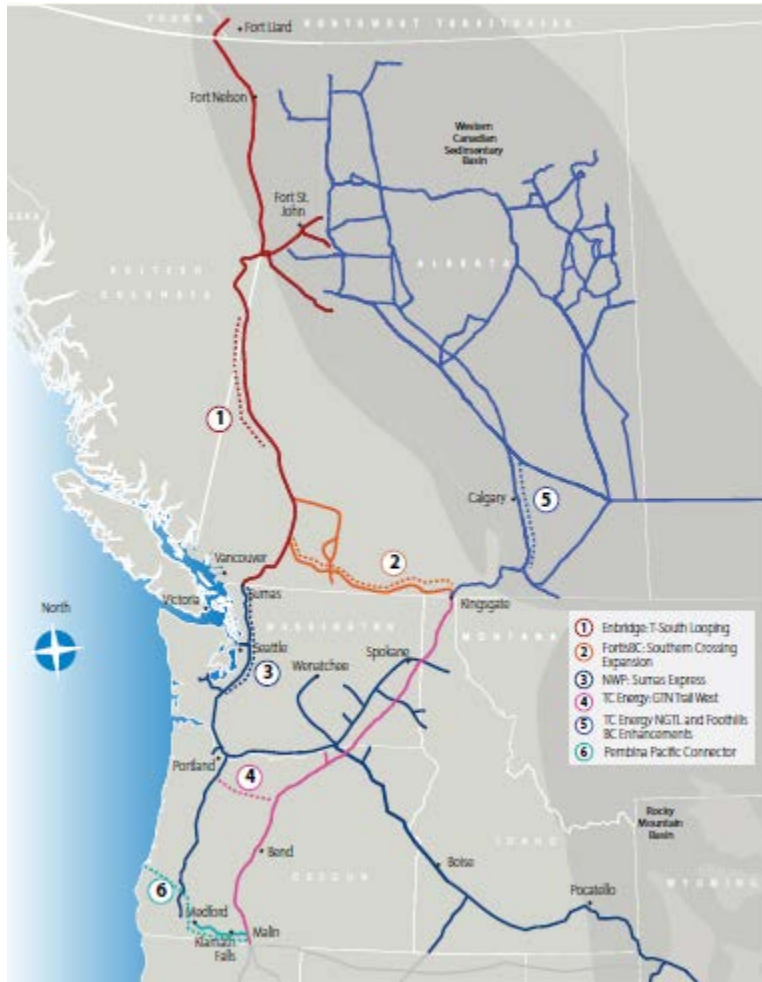 YUKON
NORTHWEST TERRITORIES
Fort Liard
Fort Nelson
Western
Canadian
Sedimentary
Basin
Fort St.
John
ALBERTA
BRITISH
COLUMBIA
1
Calgary
5
2
Vancouver
Sumas
Kingsgate
Victoria
North
WASHINGTON
MONTANA
Seattle
Spokane
Wenatchee
3
1 Enbridge: T-South Looping
2 FortisBC: Southern Crossing
Expansion
3 NWP: Sumas Express
4 TC Energy: GTN Trail West
5 TC Energy NGTL and Foothills
BC Enhancements
6 Pembina Pacific Connector
Portland
4
Rocky
Mountain
Basin
IDAHO
Bend
Boise
OREGON
WYOMING
Pocatello
6
Medford
Malin
Klamath
Falls